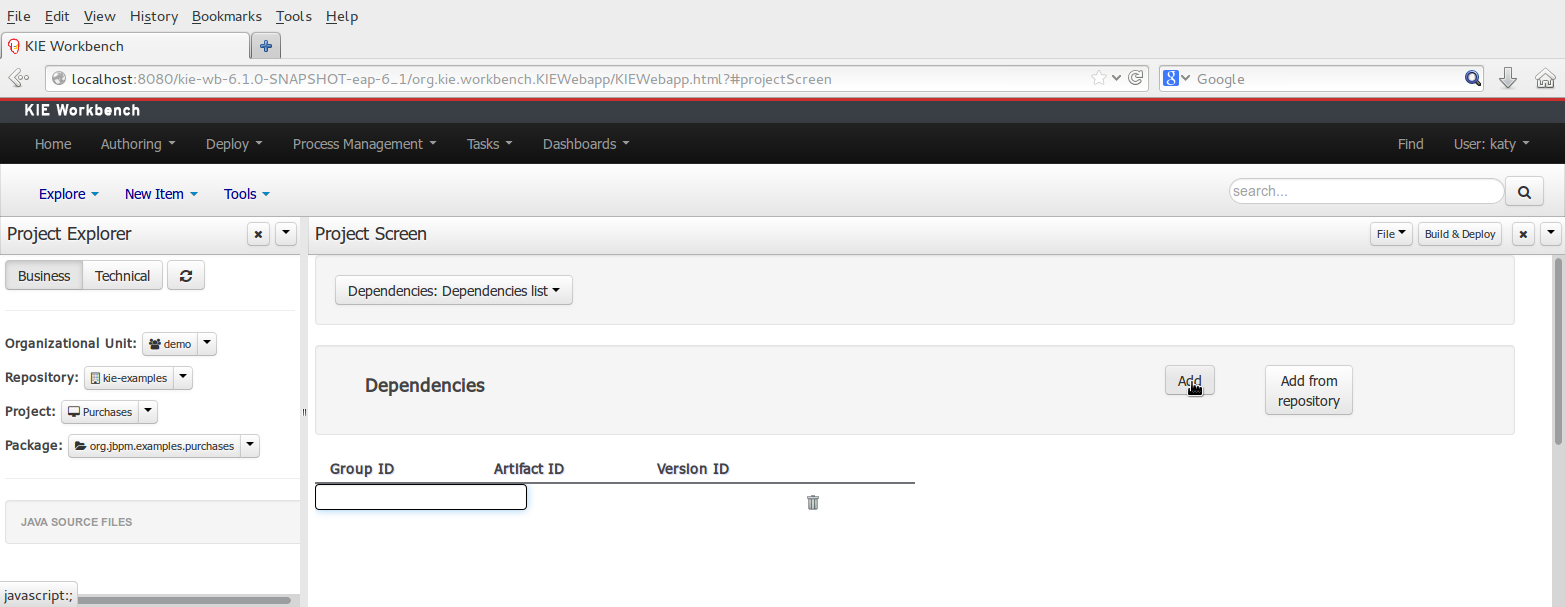 File Edit View History Bookmarks Tools Help
KIE Workbench
localhost:8080/kie-wb-6.1.0-SNAPSHOT-eap-6_1/org.kie.workbench.KIEWebapp/KIEWebapp.html?#projectScreen
8 Google
KIE Workbench
Home Authoring Deploy Process Management Tasks Dashboards Find User: katy
Explore New Item Tools search...
Project Explorer Project Screen File Build & Deploy
Business Technical
Dependencies: Dependencies list
Organizational Unit: demo
Repository: kie-examples
Project: Purchases
Package: org.jbpm.examples.purchases
Dependencies Add Add from repository
Group ID Artifact ID Version ID
JAVA SOURCE FILES
javascript:;